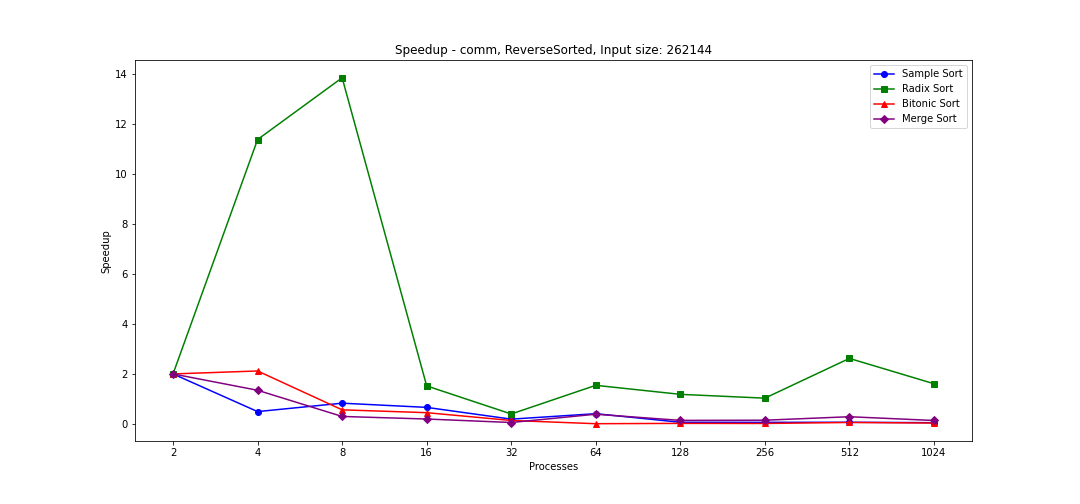 Speedup - comm, ReverseSorted, Input size: 262144
Sample Sort
Radix Sort
Bitonic Sort
Merge Sort
Speedup
14
12
10
8
6
4
2
0
2 4 8 16 32 64 128 256 512 1024
Processes